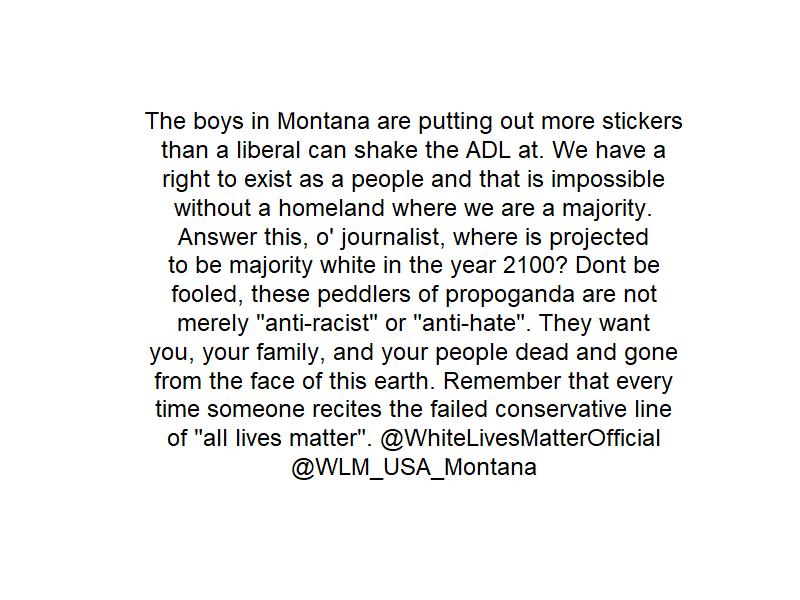 The boys in Montana are putting out more stickers
than a liberal can shake the ADL at. We have a
right to exist as a people and that is impossible
without a homeland where we are a majority.
Answer this, o' journalist, where is projected
to be majority white in the year 2100? Dont be
fooled, these peddlers of propoganda are not
merely "anti-racist" or "anti-hate". They want
you, your family, and your people dead and gone
from the face of this earth. Remember that every
time someone recites the failed conservative line
of "all lives matter". @WhiteLivesMatterOfficial
@WLM_USA_Montana